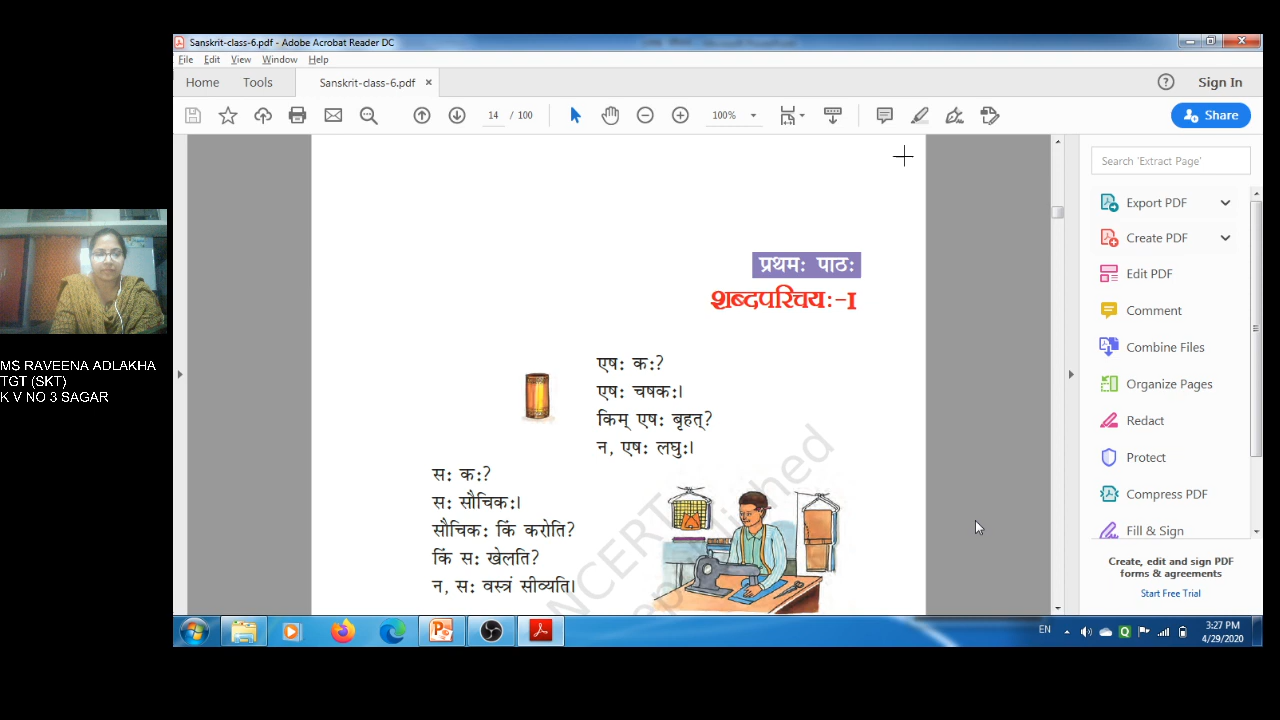 Sanskrit-class-6.pdf - Adobe Acrobat Reader DC
File Edit View Window Help
Home Tools Sanskrit-class-6.pdf × Sign In
14 / 100 100% Share
Search 'Extract Page'
Export PDF
Create PDF
Edit PDF
Comment
Combine Files
Organize Pages
Redact
Protect
Compress PDF
Fill & Sign
Create, edit and sign PDF
forms & agreements
Start Free Trial
प्रथमः पाठः
शब्दपरिचयः-I
एषः कः?
एषः चषकः।
किम् एषः बृहत्?
न, एषः लघुः।
सः कः?
सः सौचिकः।
सौचिकः किं करोति?
किं सः खेलति?
न, सः वस्त्रं सीव्यति।
NCERT
published
MS RAVEENA ADLAKHA
TGT (SKT)
K V NO 3 SAGAR
EN
3:27 PM
4/29/2020